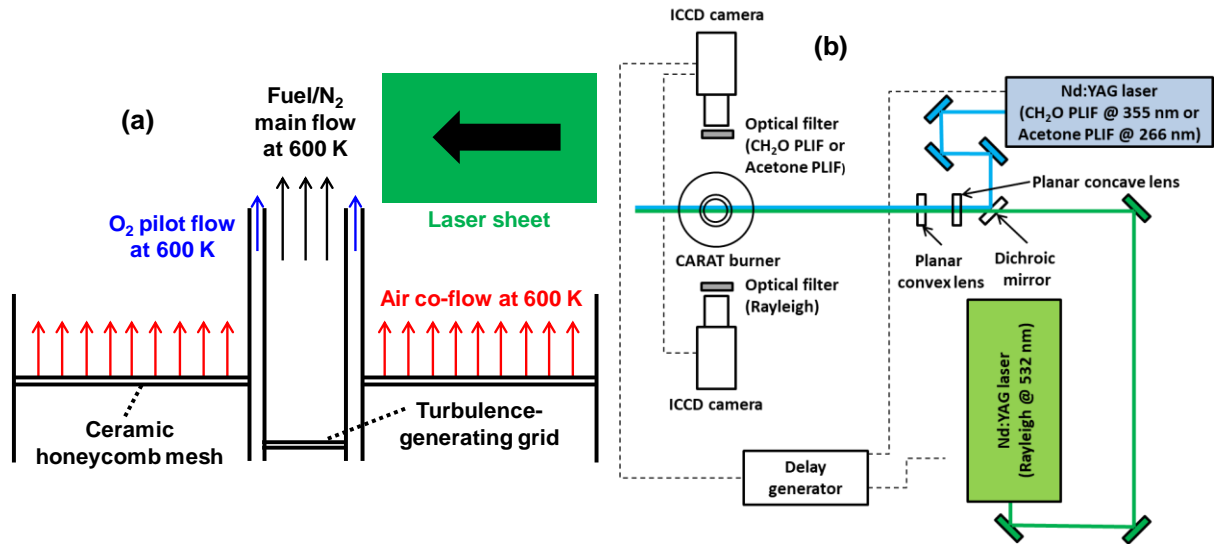 (a)
Fuel/N₂
main flow
at 600 K
O₂ pilot flow
at 600 K
Laser sheet
Air co-flow at 600 K
Ceramic
honeycomb mesh
Turbulence-
generating grid
(b)
ICCD camera
Optical filter
(CH₂O PLIF or
Acetone PLIF)
Nd:YAG laser
(CH₂O PLIF @ 355 nm or
Acetone PLIF @ 266 nm)
Planar concave lens
CARAT burner
Planar
convex lens
Dichroic
mirror
Optical filter
(Rayleigh)
ICCD camera
Nd:YAG laser
(Rayleigh @ 532 nm)
Delay
generator